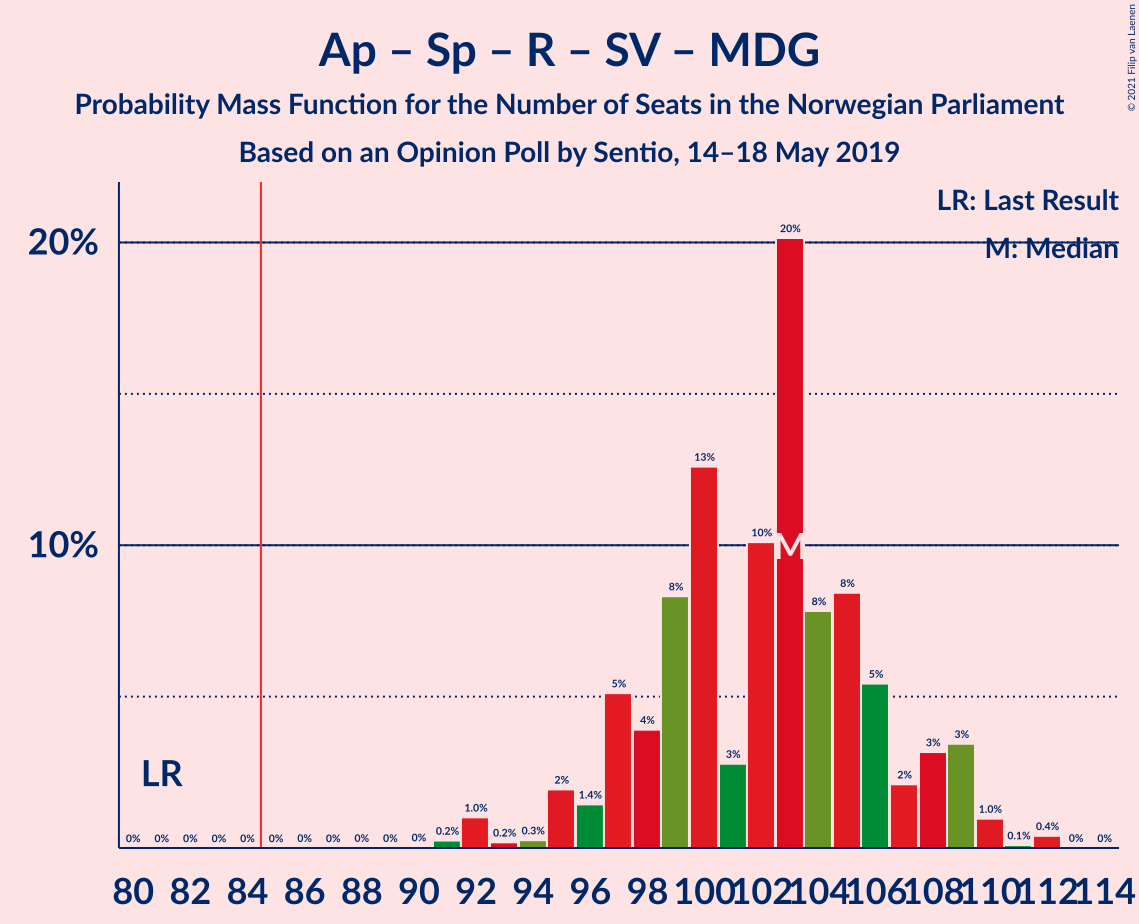 Ap – Sp – R – SV – MDG
Probability Mass Function for the Number of Seats in the Norwegian Parliament
Based on an Opinion Poll by Sentio, 14–18 May 2019
© 2021 Filip van Laenen
LR: Last Result
M: Median
20%
10%
LR
M
0% 0% 0% 0% 0% 0% 0% 0% 0% 0% 0% 0.2% 1.0% 0.2% 0.3% 2% 1.4% 5% 4% 8% 13% 3% 10% 20% 8% 8% 5% 2% 3% 3% 1.0% 0.1% 0.4% 0% 0%
80 82 84 86 88 90 92 94 96 98 100 102 104 106 108 110 112 114